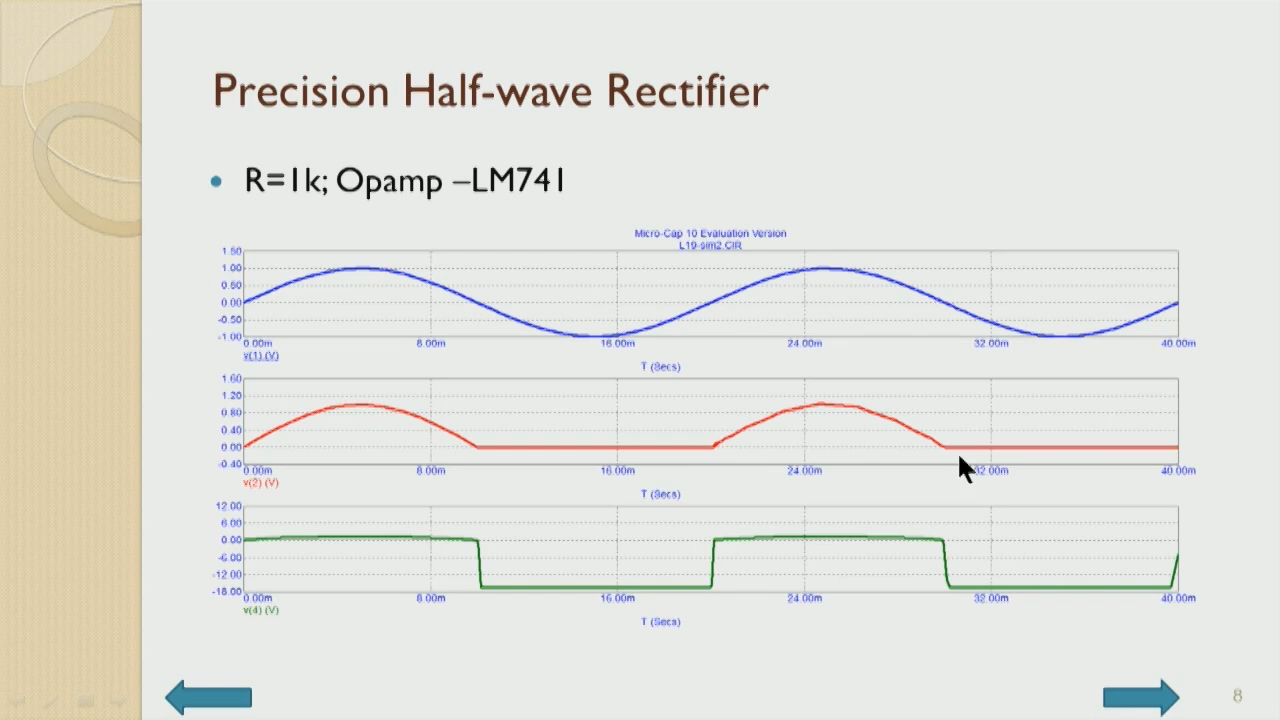 Precision Half-wave Rectifier
R=1k; Opamp –LM741
Micro-Cap 10 Evaluation Version
L19-sim2.CIR
1.50
1.00
0.50
0.00
-0.50
-1.00
0.00m 8.00m 16.00m 24.00m 32.00m 40.00m
v(1) (V)
T (Secs)
1.60
1.20
0.80
0.40
0.00
-0.40
0.00m 8.00m 16.00m 24.00m 32.00m 40.00m
v(2) (V)
T (Secs)
12.00
6.00
0.00
-6.00
-12.00
-18.00
0.00m 8.00m 16.00m 24.00m 32.00m 40.00m
v(4) (V)
T (Secs)
8